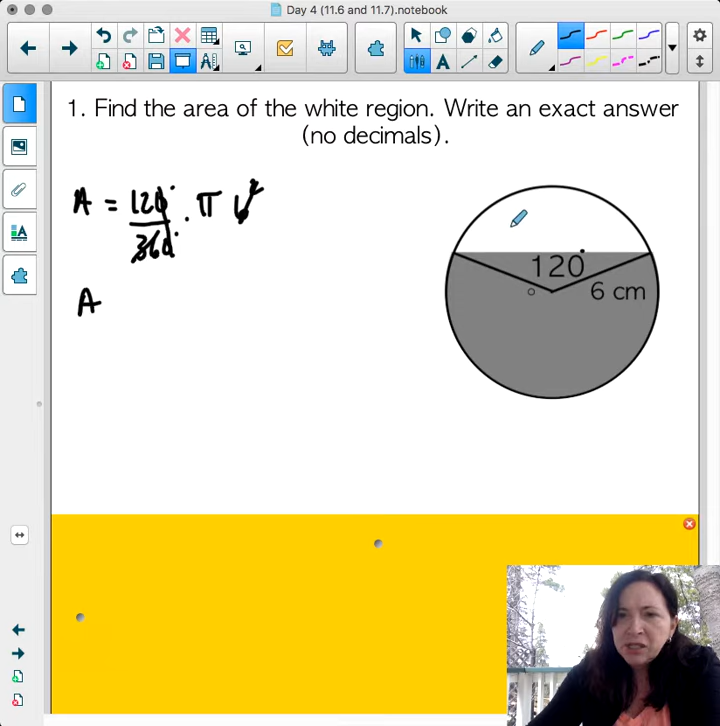 Day 4 (11.6 and 11.7).notebook
1. Find the area of the white region. Write an exact answer
(no decimals).
A = 120° / 360° · π 6²
120°
6 cm
A